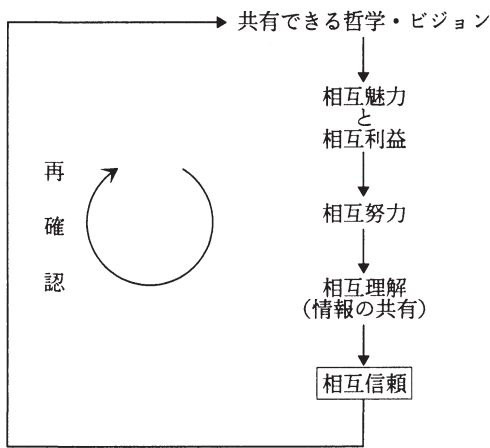 共有できる哲学・ビジョン
相互魅力
と
相互利益
再確認
相互努力
相互理解
（情報の共有）
相互信頼